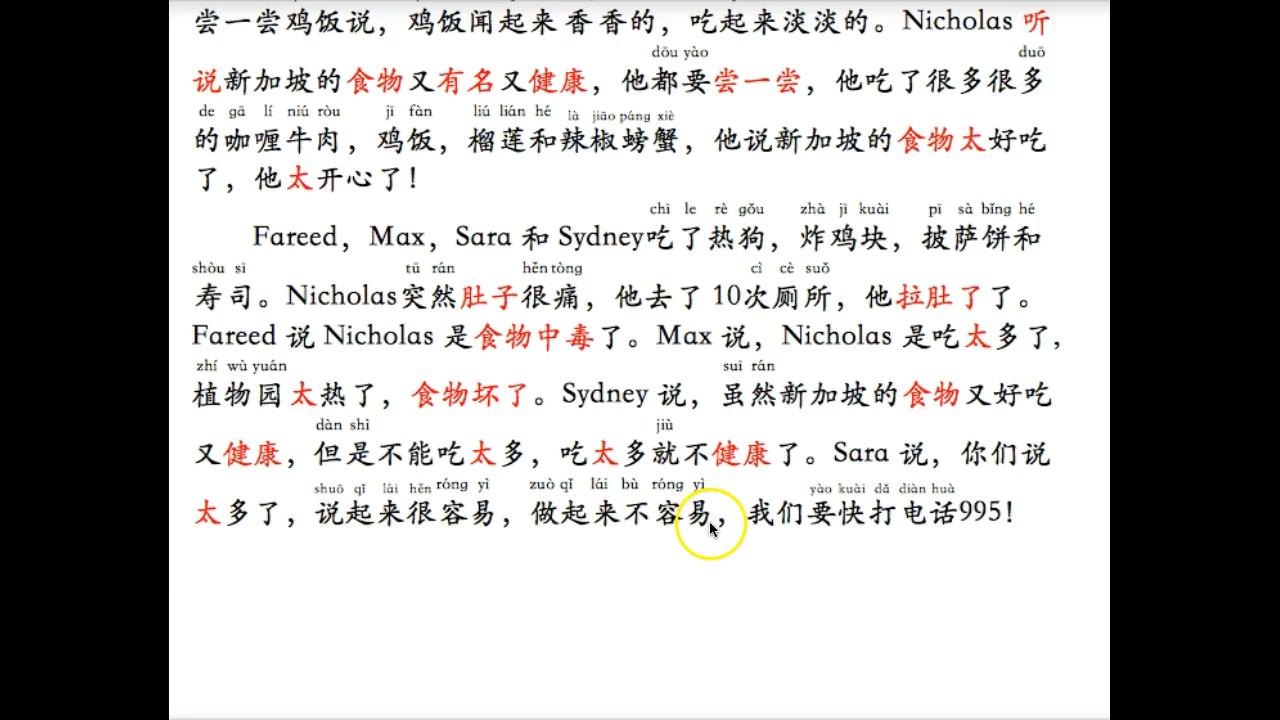 尝一尝鸡饭说，鸡饭闻起来香香的，吃起来淡淡的。Nicholas 听
dōu yào duō
说新加坡的食物又有名又健康，他都要尝一尝，他吃了很多很多
de gā lí niú ròu jī fàn liú lián hé là jiāo páng xiè
的咖喱牛肉，鸡饭，榴莲和辣椒螃蟹，他说新加坡的食物太好吃
了，他太开心了！
chī le rè gǒu zhà jī kuài pī sà bǐng hé
Fareed，Max，Sara 和 Sydney吃了热狗，炸鸡块，披萨饼和
shòu sī tū rán hěn tòng cì cè suǒ
寿司。Nicholas突然肚子很痛，他去了 10次厕所，他拉肚了了。
Fareed 说 Nicholas 是食物中毒了。Max 说，Nicholas 是吃太多了，
zhí wù yuán suī rán
植物园太热了，食物坏了。Sydney 说，虽然新加坡的食物又好吃
dàn shì jiù
又健康，但是不能吃太多，吃太多就不健康了。Sara 说，你们说
shuō qǐ lái hěn róng yì zuò qǐ lái bù róng yì yào kuài dǎ diàn huà
太多了，说起来很容易，做起来不容易，我们要快打电话995！